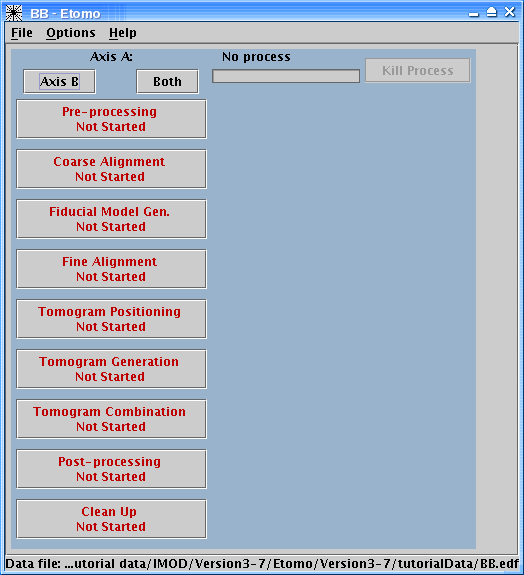 BB - Etomo
File Options Help
Axis A: No process
Axis B Both Kill Process
Pre-processing
Not Started
Coarse Alignment
Not Started
Fiducial Model Gen.
Not Started
Fine Alignment
Not Started
Tomogram Positioning
Not Started
Tomogram Generation
Not Started
Tomogram Combination
Not Started
Post-processing
Not Started
Clean Up
Not Started
Data file: ...utorial data/IMOD/Version3-7/Etomo/Version3-7/tutorialData/BB.edf